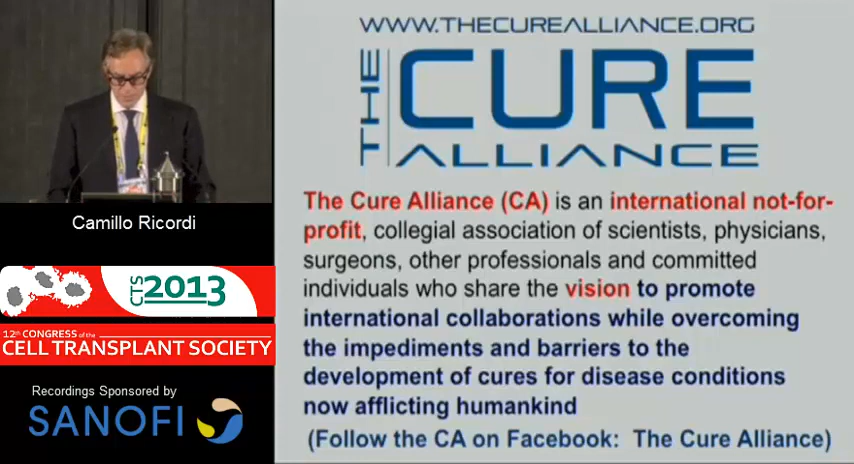 Camillo Ricordi
CTS
2013
12th CONGRESS of the
CELL TRANSPLANT SOCIETY
Recordings Sponsored by
SANOFI
WWW.THECUREALLIANCE.ORG
THE
CURE
ALLIANCE
The Cure Alliance (CA) is an international not-for-
profit, collegial association of scientists, physicians,
surgeons, other professionals and committed
individuals who share the vision to promote
international collaborations while overcoming
the impediments and barriers to the
development of cures for disease conditions
now afflicting humankind
(Follow the CA on Facebook: The Cure Alliance)